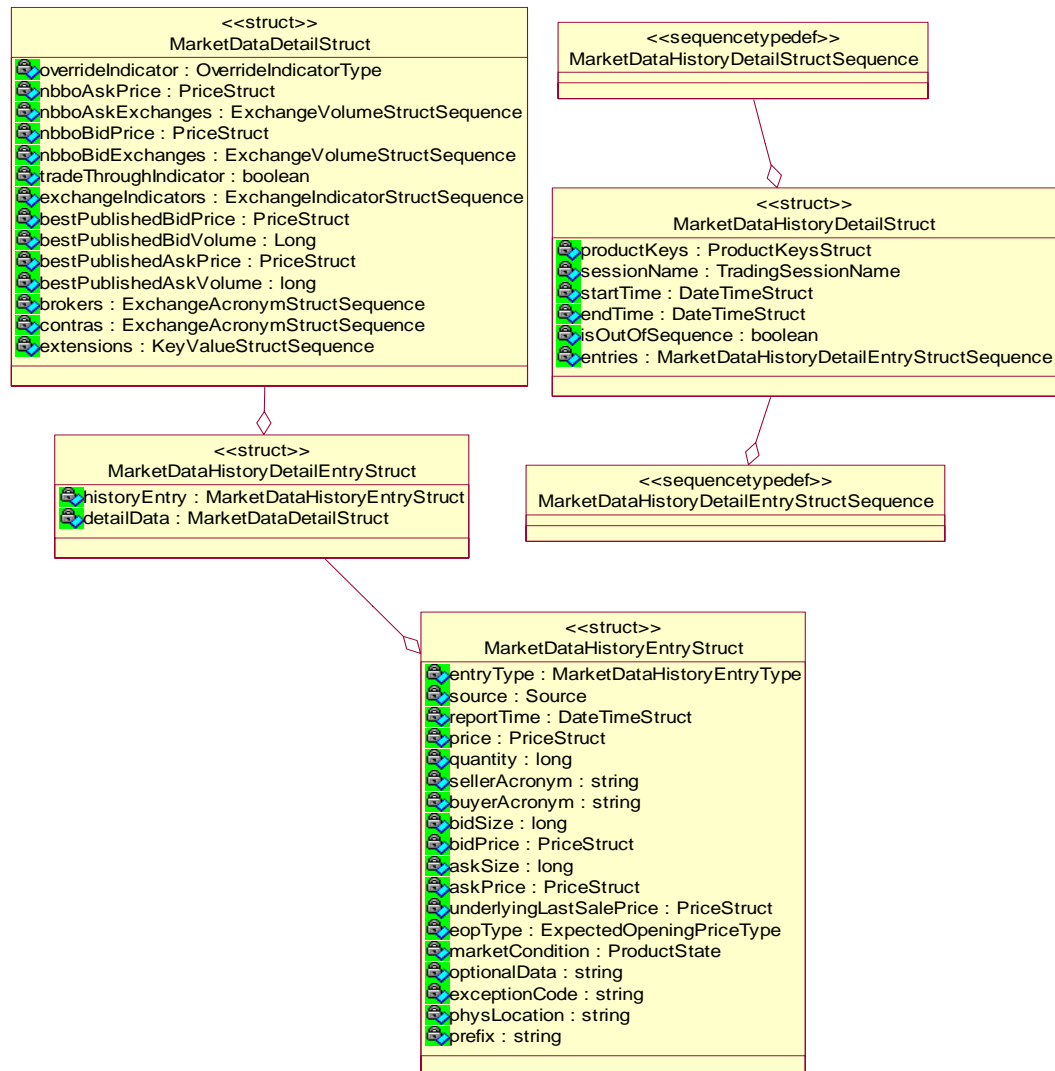 <<struct>>
MarketDataDetailStruct
overrideIndicator : OverrideIndicatorType
nbboAskPrice : PriceStruct
nbboAskExchanges : ExchangeVolumeStructSequence
nbboBidPrice : PriceStruct
nbboBidExchanges : ExchangeVolumeStructSequence
tradeThroughIndicator : boolean
exchangeIndicators : ExchangeIndicatorStructSequence
bestPublishedBidPrice : PriceStruct
bestPublishedBidVolume : Long
bestPublishedAskPrice : PriceStruct
bestPublishedAskVolume : long
brokers : ExchangeAcronymStructSequence
contras : ExchangeAcronymStructSequence
extensions : KeyValueStructSequence
<<sequencetypedef>>
MarketDataHistoryDetailStructSequence
<<struct>>
MarketDataHistoryDetailStruct
productKeys : ProductKeysStruct
sessionName : TradingSessionName
startTime : DateTimeStruct
endTime : DateTimeStruct
isOutOfSequence : boolean
entries : MarketDataHistoryDetailEntryStructSequence
<<struct>>
MarketDataHistoryDetailEntryStruct
historyEntry : MarketDataHistoryEntryStruct
detailData : MarketDataDetailStruct
<<sequencetypedef>>
MarketDataHistoryDetailEntryStructSequence
<<struct>>
MarketDataHistoryEntryStruct
entryType : MarketDataHistoryEntryType
source : Source
reportTime : DateTimeStruct
price : PriceStruct
quantity : long
sellerAcronym : string
buyerAcronym : string
bidSize : long
bidPrice : PriceStruct
askSize : long
askPrice : PriceStruct
underlyingLastSalePrice : PriceStruct
eopType : ExpectedOpeningPriceType
marketCondition : ProductState
optionalData : string
exceptionCode : string
physLocation : string
prefix : string